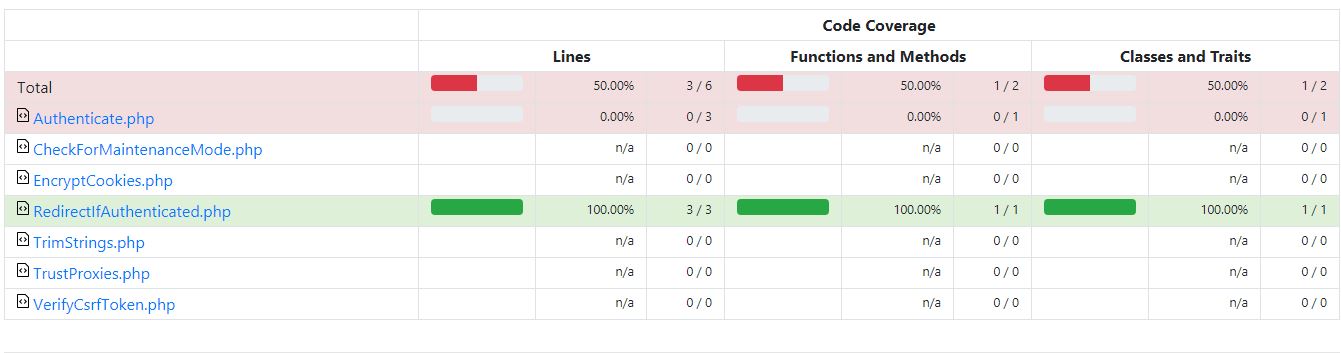 Code Coverage
Lines Functions and Methods Classes and Traits
Total 50.00% 3 / 6 50.00% 1 / 2 50.00% 1 / 2
Authenticate.php 0.00% 0 / 3 0.00% 0 / 1 0.00% 0 / 1
CheckForMaintenanceMode.php n/a 0 / 0 n/a 0 / 0 n/a 0 / 0
EncryptCookies.php n/a 0 / 0 n/a 0 / 0 n/a 0 / 0
RedirectIfAuthenticated.php 100.00% 3 / 3 100.00% 1 / 1 100.00% 1 / 1
TrimStrings.php n/a 0 / 0 n/a 0 / 0 n/a 0 / 0
TrustProxies.php n/a 0 / 0 n/a 0 / 0 n/a 0 / 0
VerifyCsrfToken.php n/a 0 / 0 n/a 0 / 0 n/a 0 / 0